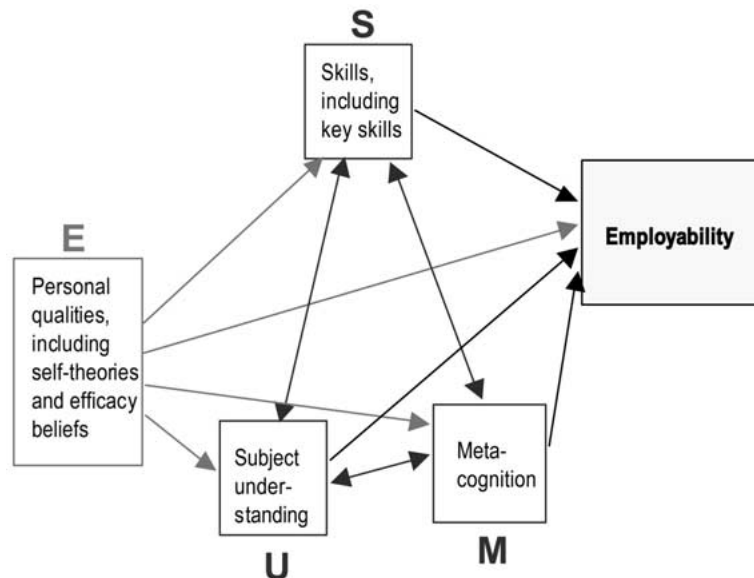 S
Skills,
including
key skills
E
Personal
qualities,
including
self-theories
and efficacy
beliefs
Employability
Subject
under-
standing
U
Meta-
cognition
M